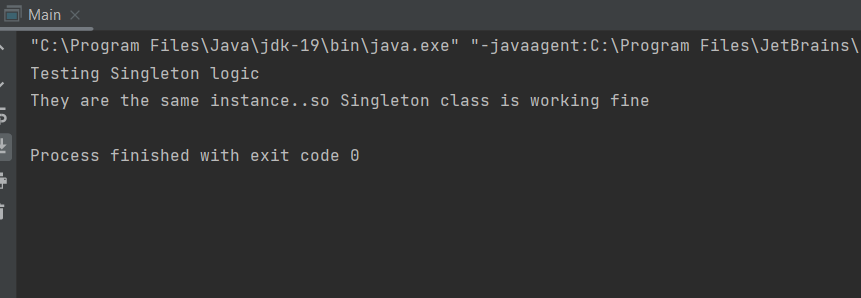 Main
"C:\Program Files\Java\jdk-19\bin\java.exe" "-javaagent:C:\Program Files\JetBrains\
Testing Singleton logic
They are the same instance..so Singleton class is working fine
Process finished with exit code 0